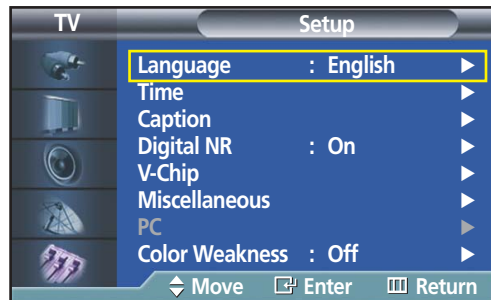 TV Setup
Language : English
Time
Caption
Digital NR : On
V-Chip
Miscellaneous
PC
Color Weakness : Off
Move Enter Return